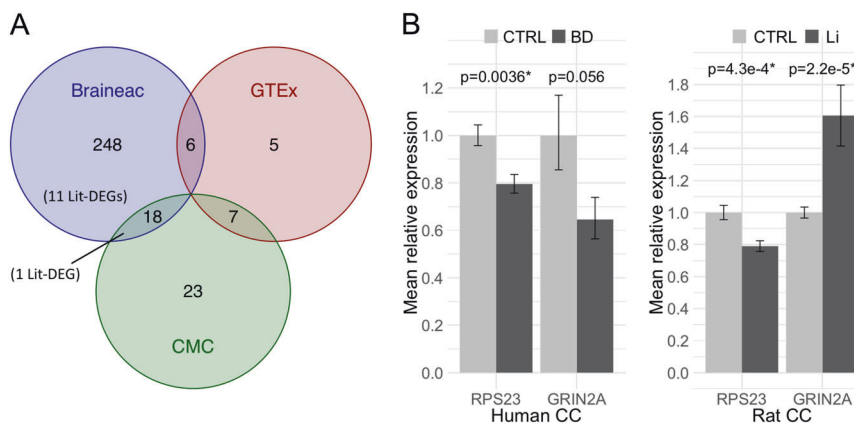 A
Braineac
GTEx
248
6
5
(11 Lit-DEGs)
18
7
(1 Lit-DEG)
23
CMC
B
CTRL BD
p=0.0036* p=0.056
Mean relative expression
1.2
1.0
0.8
0.6
0.4
0.2
0.0
RPS23 GRIN2A
Human CC
CTRL Li
p=4.3e-4* p=2.2e-5*
Mean relative expression
1.8
1.6
1.4
1.2
1.0
0.8
0.6
0.4
0.2
0.0
RPS23 GRIN2A
Rat CC